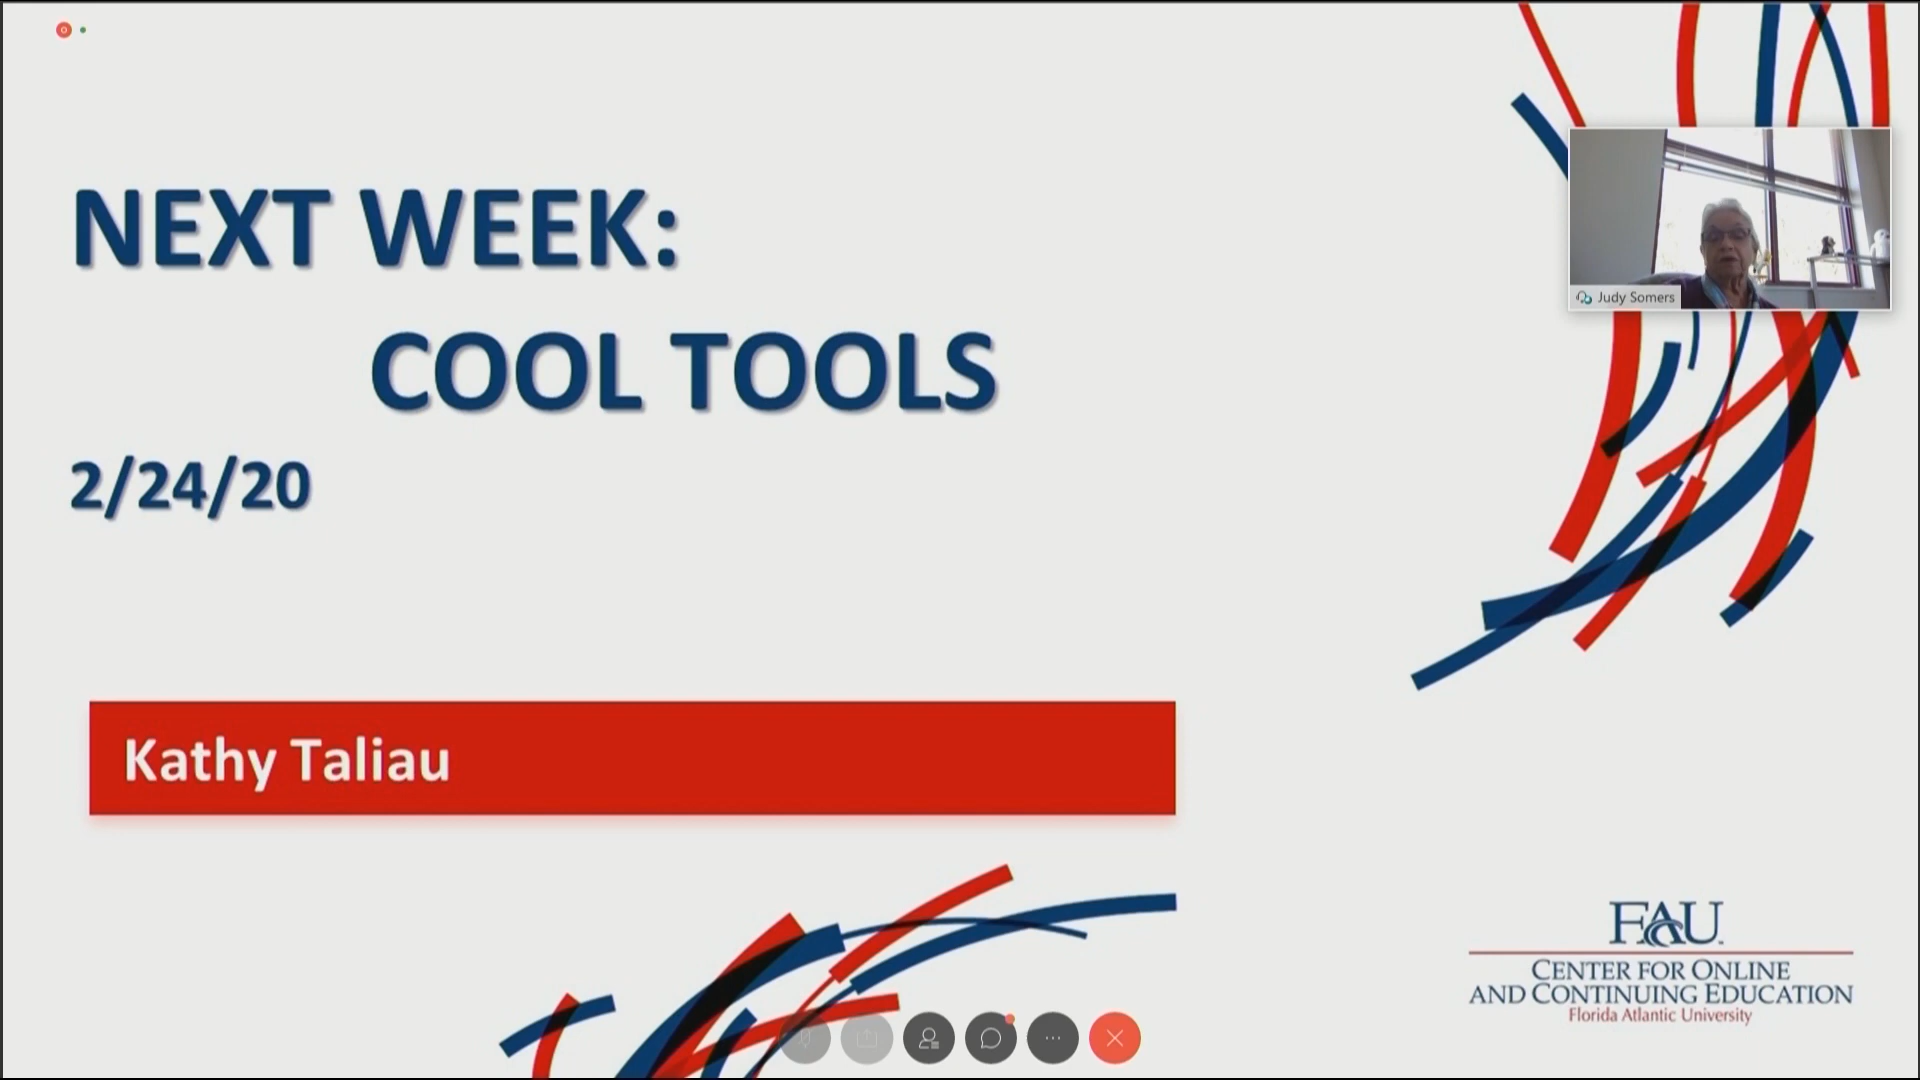 NEXT WEEK:
COOL TOOLS
2/24/20
Judy Somers
Kathy Taliau
FAU
CENTER FOR ONLINE
AND CONTINUING EDUCATION
Florida Atlantic University